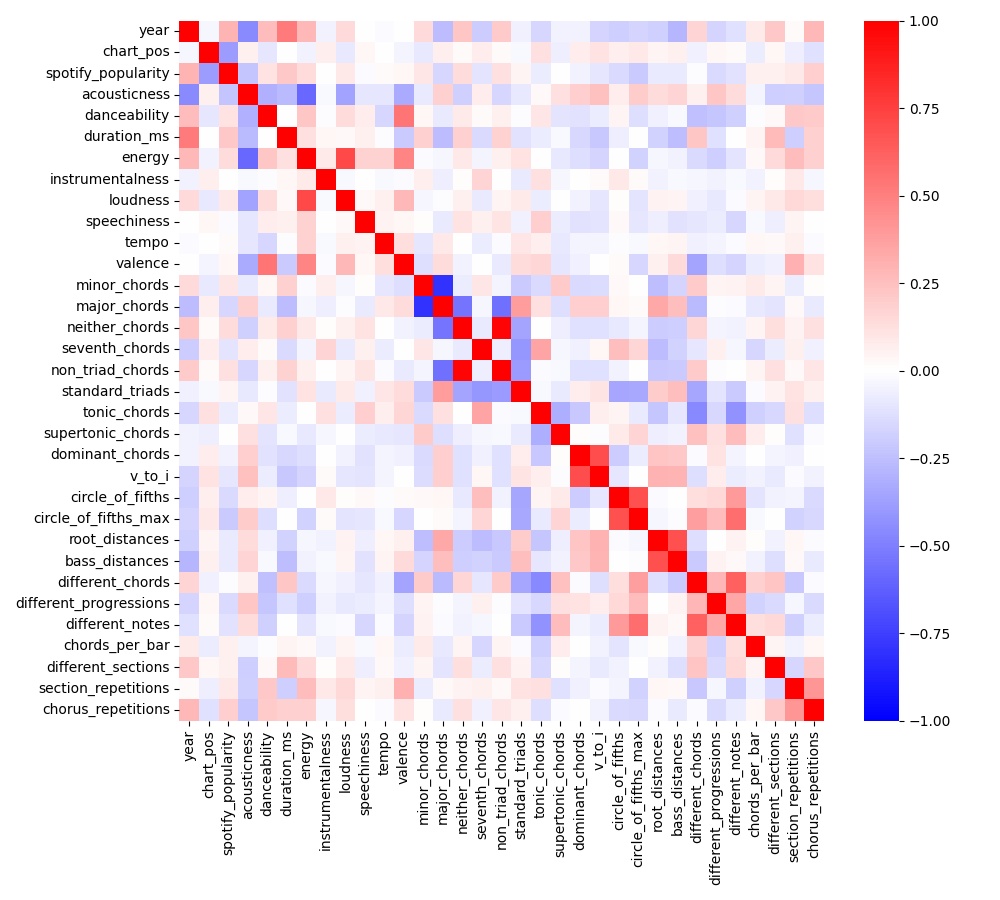 year
chart_pos
spotify_popularity
acousticness
danceability
duration_ms
energy
instrumentalness
loudness
speechiness
tempo
valence
minor_chords
major_chords
neither_chords
seventh_chords
non_triad_chords
standard_triads
tonic_chords
supertonic_chords
dominant_chords
v_to_i
circle_of_fifths
circle_of_fifths_max
root_distances
bass_distances
different_chords
different_progressions
different_notes
chords_per_bar
different_sections
section_repetitions
chorus_repetitions
year
chart_pos
spotify_popularity
acousticness
danceability
duration_ms
energy
instrumentalness
loudness
speechiness
tempo
valence
minor_chords
major_chords
neither_chords
seventh_chords
non_triad_chords
standard_triads
tonic_chords
supertonic_chords
dominant_chords
v_to_i
circle_of_fifths
circle_of_fifths_max
root_distances
bass_distances
different_chords
different_progressions
different_notes
chords_per_bar
different_sections
section_repetitions
chorus_repetitions
1.00
0.75
0.50
0.25
0.00
−0.25
−0.50
−0.75
−1.00